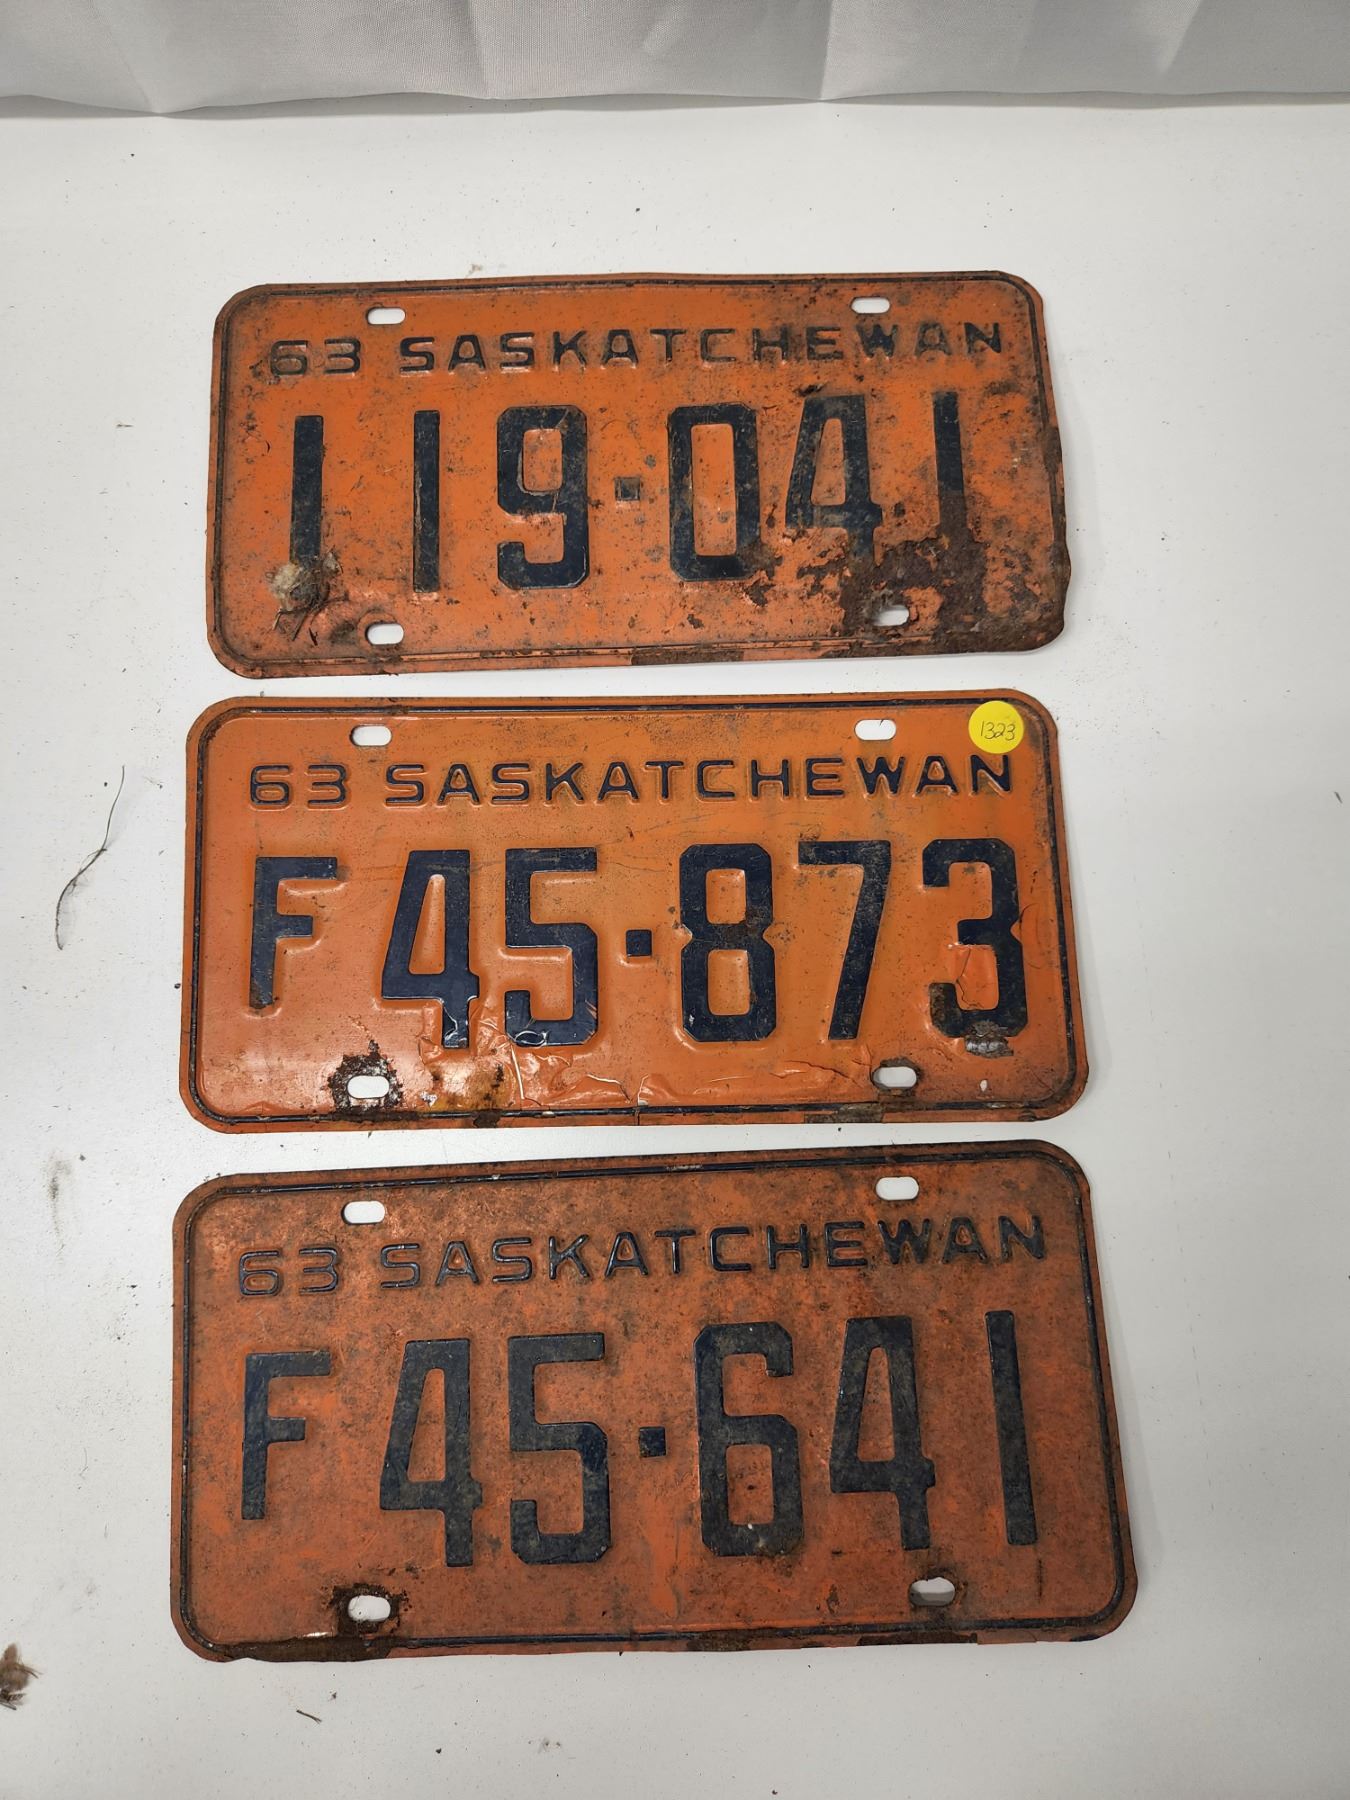 63 SASKATCHEWAN
119·041
1323
63 SASKATCHEWAN
F45·873
63 SASKATCHEWAN
F45·641